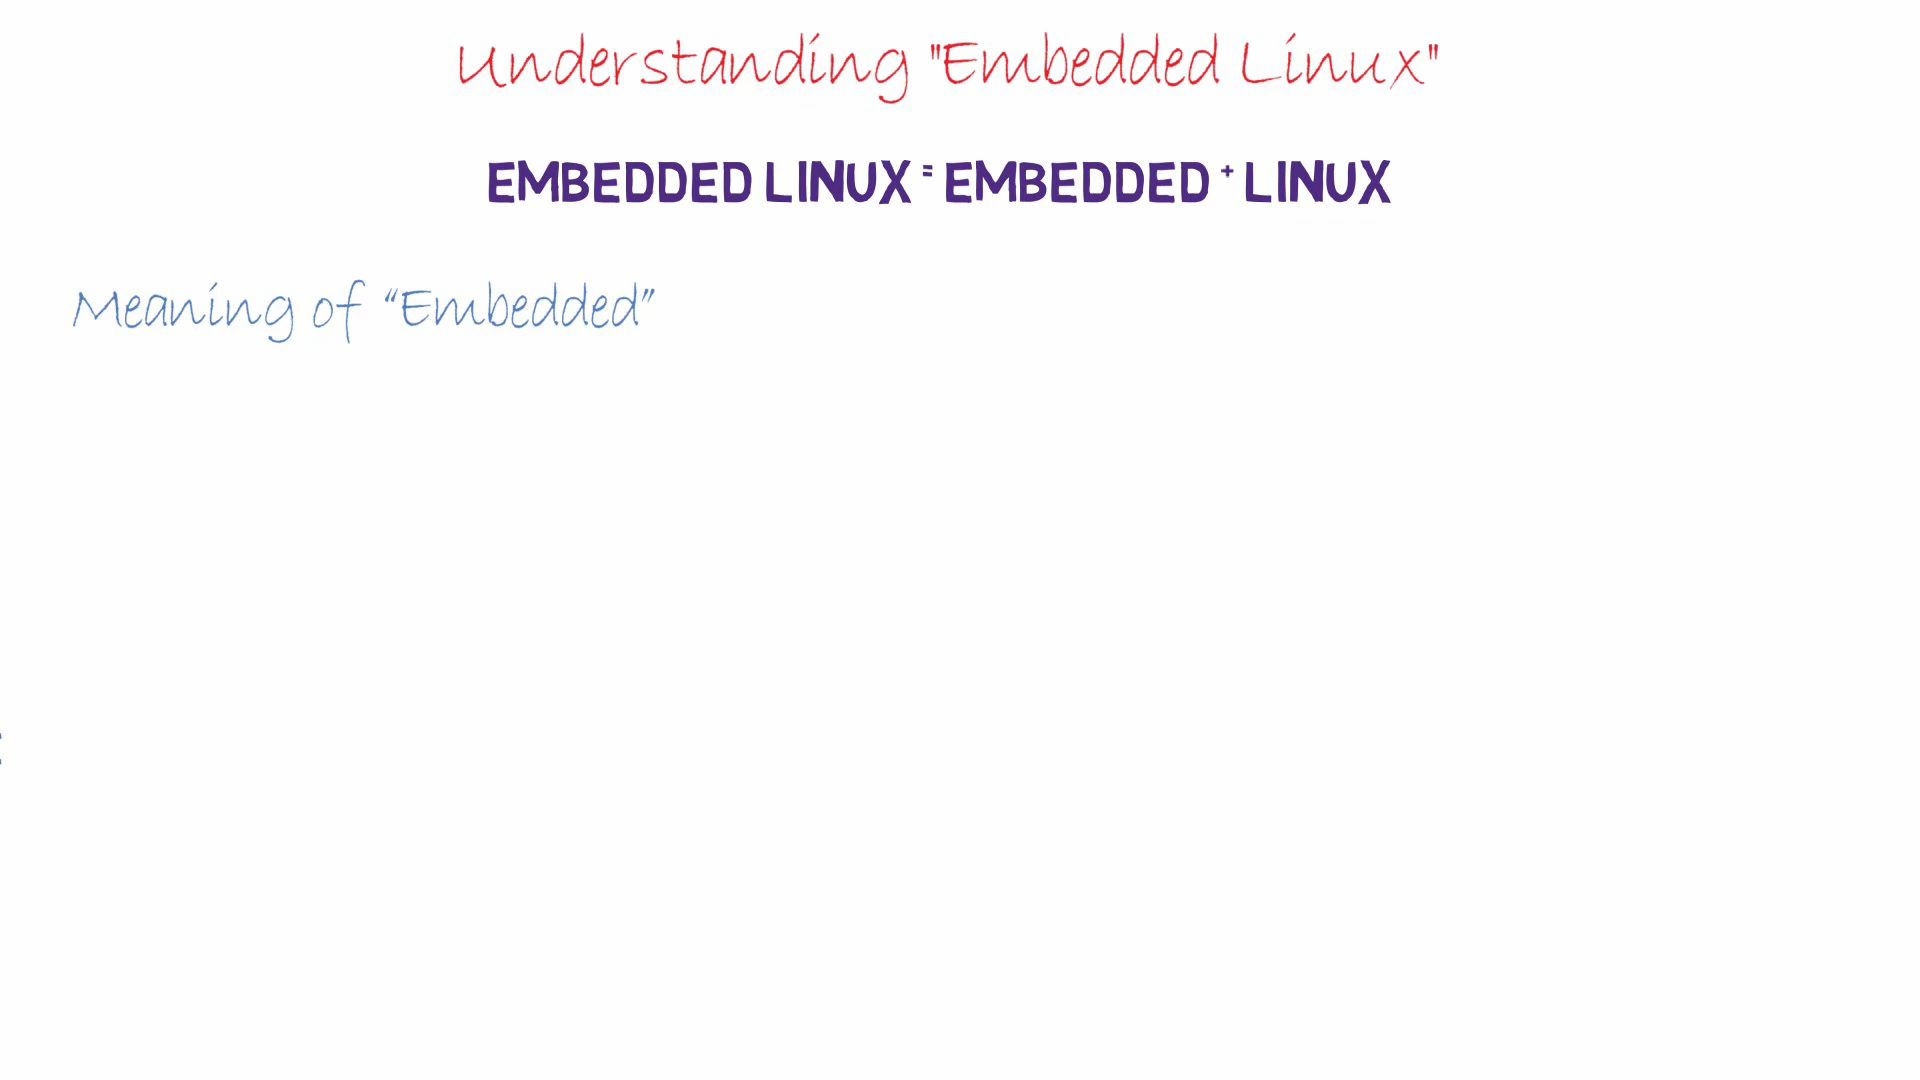 Understanding "Embedded Linux"
EMBEDDED LINUX = EMBEDDED + LINUX
Meaning of “Embedded”